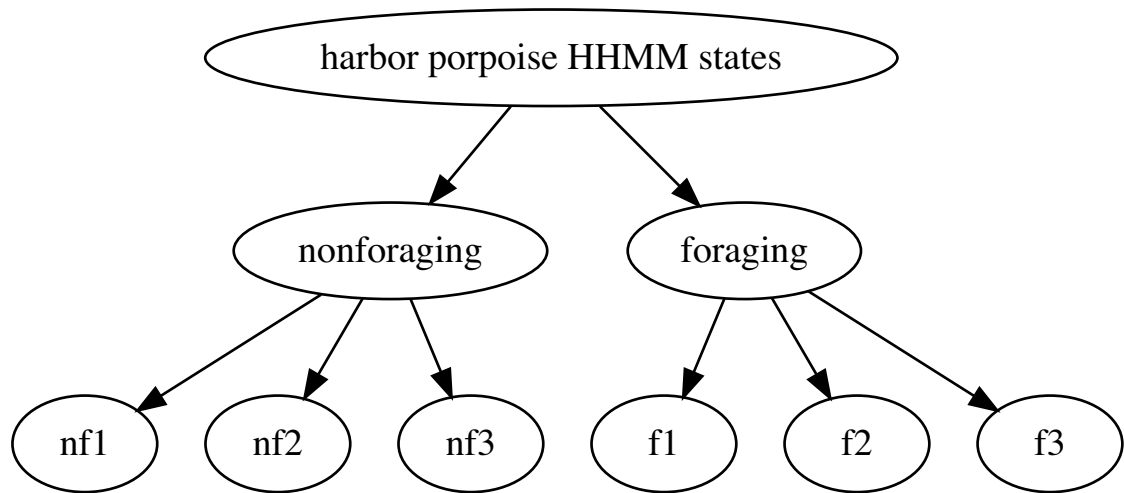 harbor porpoise HHMM states
nonforaging
foraging
nf1
nf2
nf3
f1
f2
f3